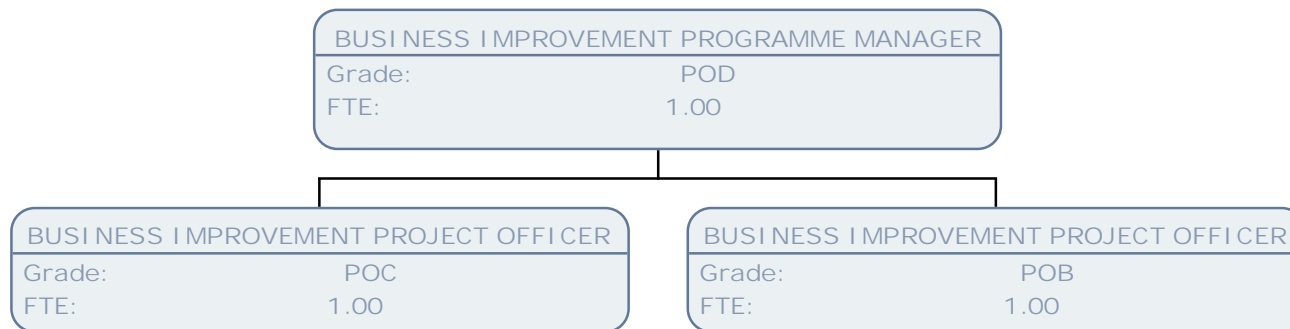 BUSINESS IMPROVEMENT PROGRAMME MANAGER
Grade: POD
FTE: 1.00
BUSINESS IMPROVEMENT PROJECT OFFICER
Grade: POC
FTE: 1.00
BUSINESS IMPROVEMENT PROJECT OFFICER
Grade: POB
FTE: 1.00